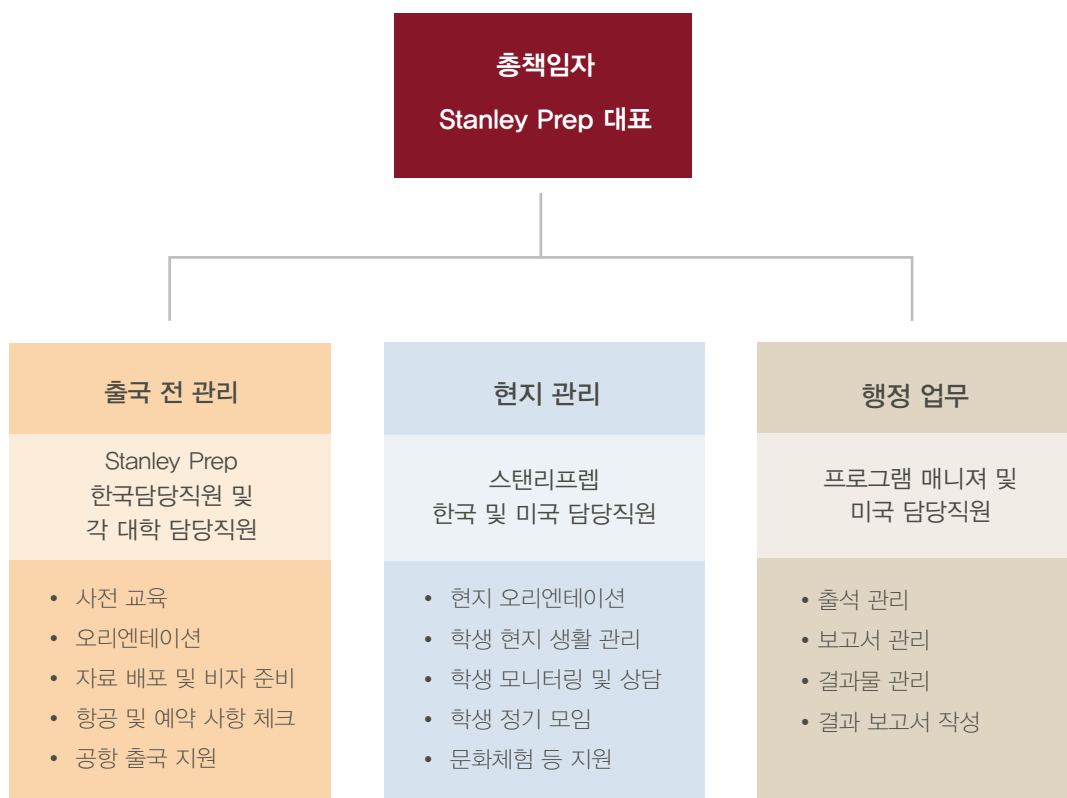 총책임자
Stanley Prep 대표
출국 전 관리
Stanley Prep
한국담당직원 및
각 대학 담당직원
• 사전 교육
• 오리엔테이션
• 자료 배포 및 비자 준비
• 항공 및 예약 사항 체크
• 공항 출국 지원
현지 관리
스탠리프렙
한국 및 미국 담당직원
• 현지 오리엔테이션
• 학생 현지 생활 관리
• 학생 모니터링 및 상담
• 학생 정기 모임
• 문화체험 등 지원
행정 업무
프로그램 매니져 및
미국 담당직원
• 출석 관리
• 보고서 관리
• 결과물 관리
• 결과 보고서 작성